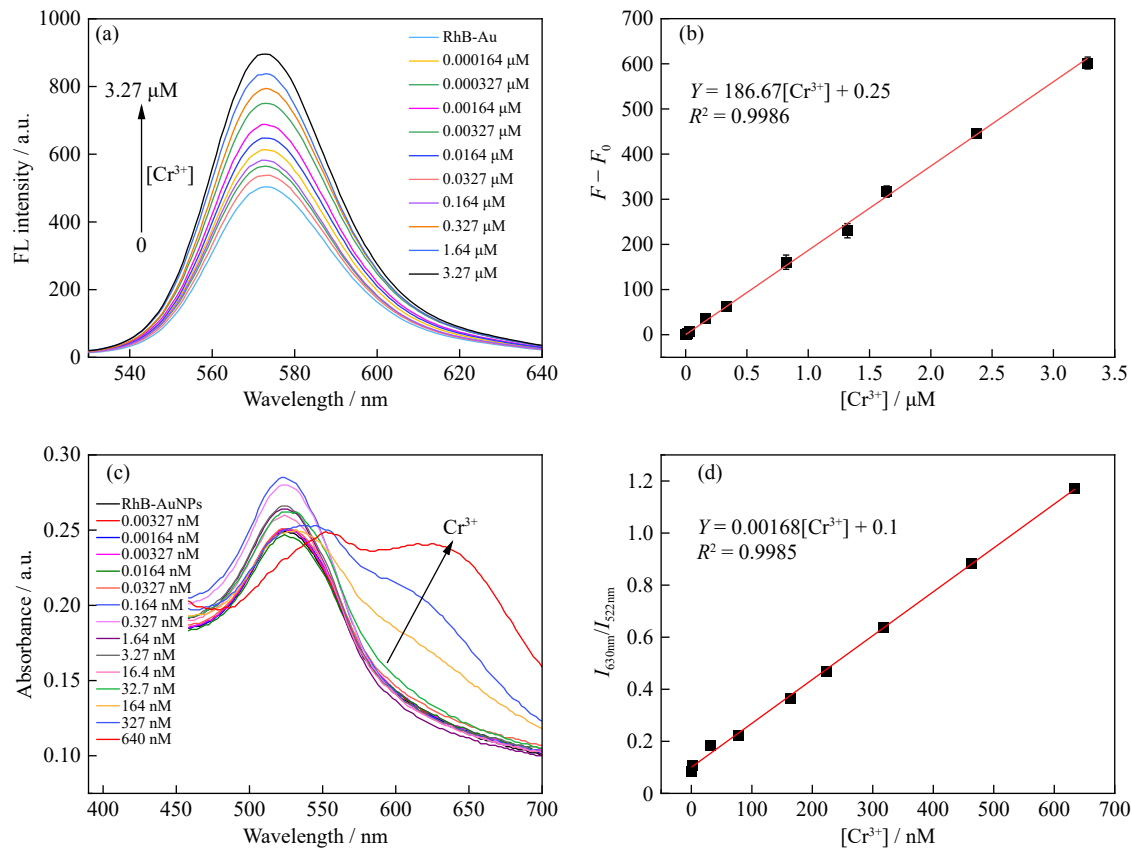 (a)
1000
800
600
400
200
0
FL intensity / a.u.
540
560
580
600
620
640
Wavelength / nm
3.27 μM
[Cr³⁺]
0
RhB-Au
0.000164 μM
0.000327 μM
0.00164 μM
0.00327 μM
0.0164 μM
0.0327 μM
0.164 μM
0.327 μM
1.64 μM
3.27 μM
(b)
700
600
500
400
300
200
100
0
F − F₀
Y = 186.67[Cr³⁺] + 0.25
R² = 0.9986
0
0.5
1.0
1.5
2.0
2.5
3.0
3.5
[Cr³⁺] / μM
(c)
0.30
0.25
0.20
0.15
0.10
Absorbance / a.u.
RhB-AuNPs
0.00327 nM
0.00164 nM
0.00327 nM
0.0164 nM
0.0327 nM
0.164 nM
0.327 nM
1.64 nM
3.27 nM
16.4 nM
32.7 nM
164 nM
327 nM
640 nM
Cr³⁺
400
450
500
550
600
650
700
Wavelength / nm
(d)
1.2
1.0
0.8
0.6
0.4
0.2
0
I₆₃₀ₙₘ/I₅₂₂ₙₘ
Y = 0.00168[Cr³⁺] + 0.1
R² = 0.9985
0
100
200
300
400
500
600
700
[Cr³⁺] / nM